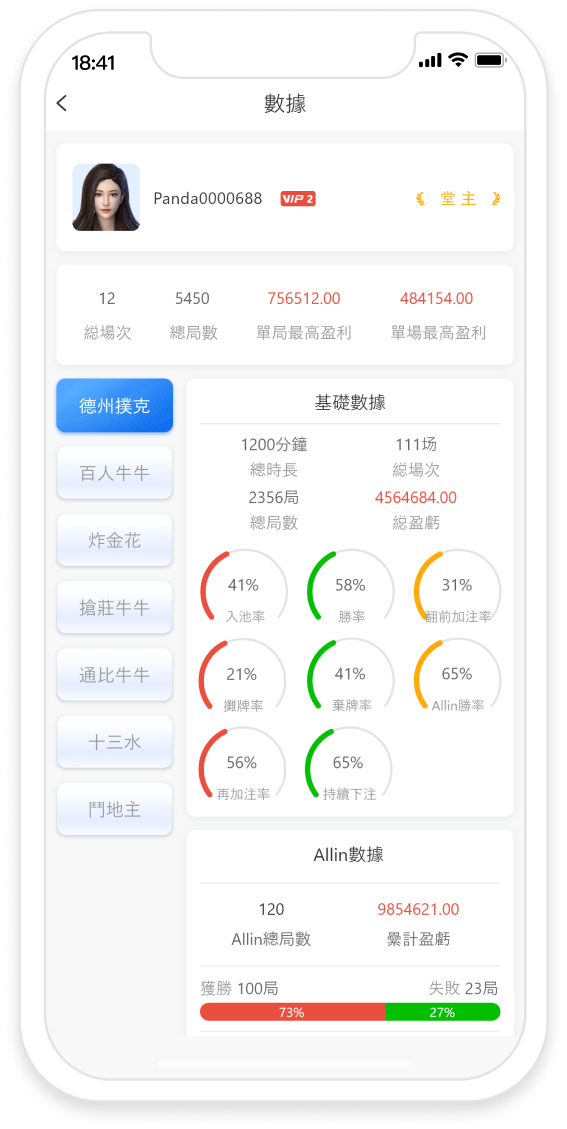 18:41
數據
Panda0000688 VIP 2 堂主
12 5450 756512.00 484154.00
総場次 總局數 單局最高盈利 單場最高盈利
德州撲克
百人牛牛
炸金花
搶莊牛牛
通比牛牛
十三水
鬥地主
基礎數據
1200分鐘 111场
總時長 総場次
2356局 4564684.00
總局數 総盈虧
41% 58% 31%
入池率 勝率 翻前加注率
21% 41% 65%
攤牌率 棄牌率 Allin勝率
56% 65%
再加注率 持續下注
Allin數據
120 9854621.00
Allin總局數 纍計盈虧
獲勝 100局 失敗 23局
73% 27%